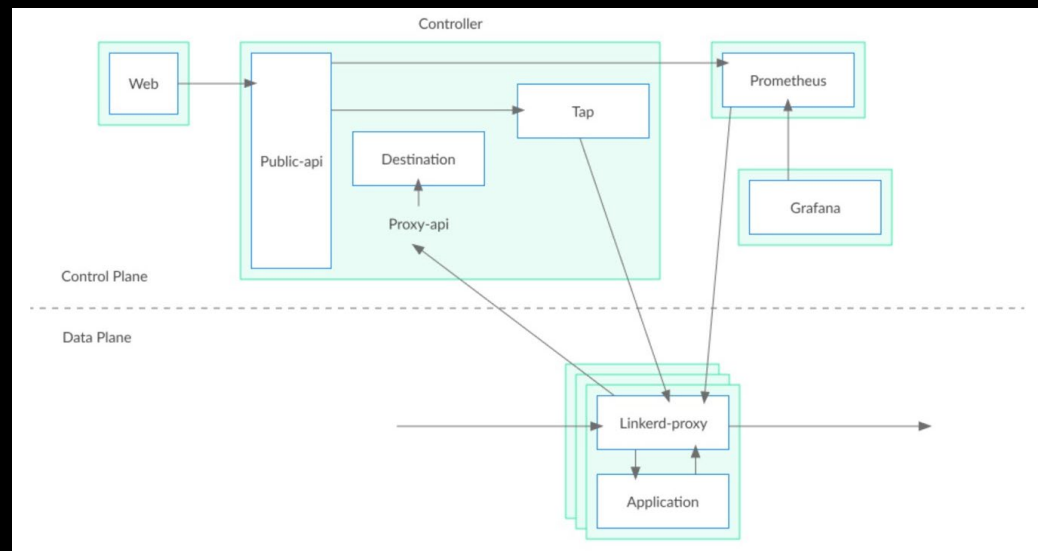 Controller
Web
Prometheus
Tap
Public-api
Destination
Grafana
Proxy-api
Control Plane
Data Plane
Linkerd-proxy
Application